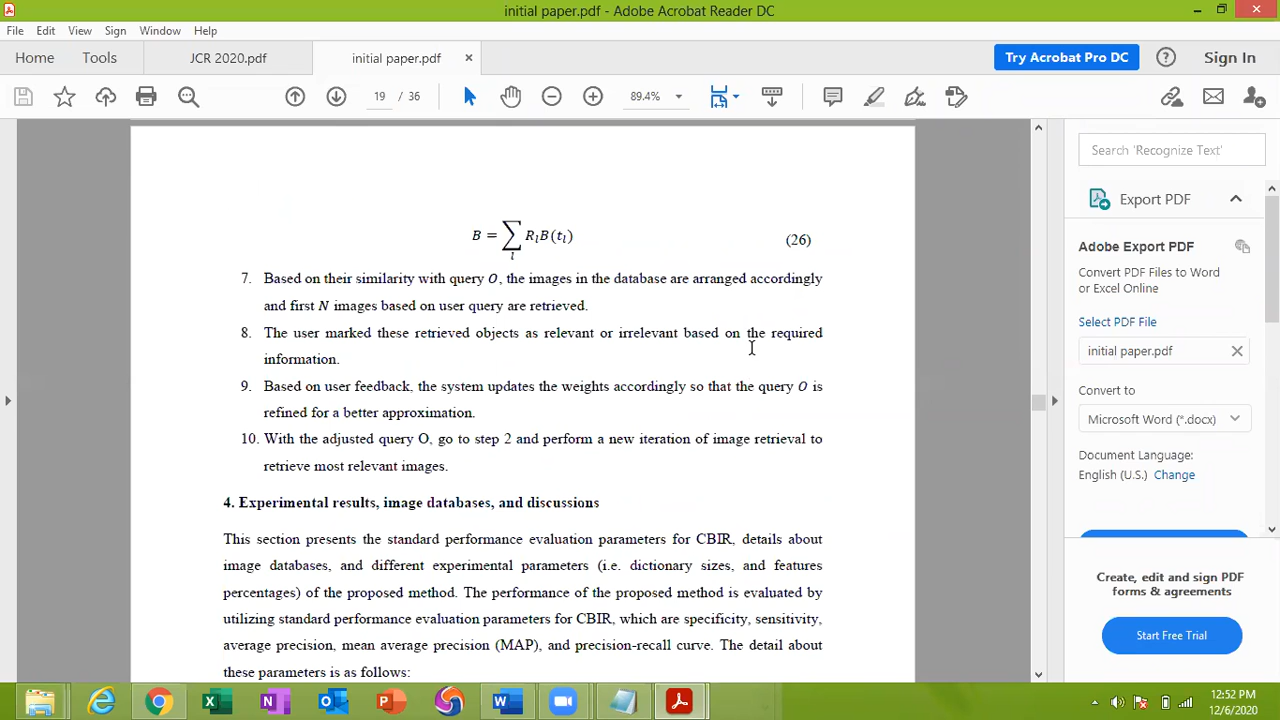 initial paper.pdf - Adobe Acrobat Reader DC
File Edit View Sign Window Help
Home Tools JCR 2020.pdf initial paper.pdf × Try Acrobat Pro DC ? Sign In
19 / 36 89.4%
Search 'Recognize Text'
Export PDF
Adobe Export PDF
Convert PDF Files to Word
or Excel Online
Select PDF File
initial paper.pdf
Convert to
Microsoft Word (*.docx)
Document Language:
English (U.S.) Change
Create, edit and sign PDF
forms & agreements
Start Free Trial
B = ∑ₗ RₗB(tₗ) (26)
7. Based on their similarity with query O, the images in the database are arranged accordingly
and first N images based on user query are retrieved.
8. The user marked these retrieved objects as relevant or irrelevant based on the required
information.
9. Based on user feedback, the system updates the weights accordingly so that the query O is
refined for a better approximation.
10. With the adjusted query O, go to step 2 and perform a new iteration of image retrieval to
retrieve most relevant images.
4. Experimental results, image databases, and discussions
This section presents the standard performance evaluation parameters for CBIR, details about
image databases, and different experimental parameters (i.e. dictionary sizes, and features
percentages) of the proposed method. The performance of the proposed method is evaluated by
utilizing standard performance evaluation parameters for CBIR, which are specificity, sensitivity,
average precision, mean average precision (MAP), and precision-recall curve. The detail about
these parameters is as follows:
12:52 PM
12/6/2020